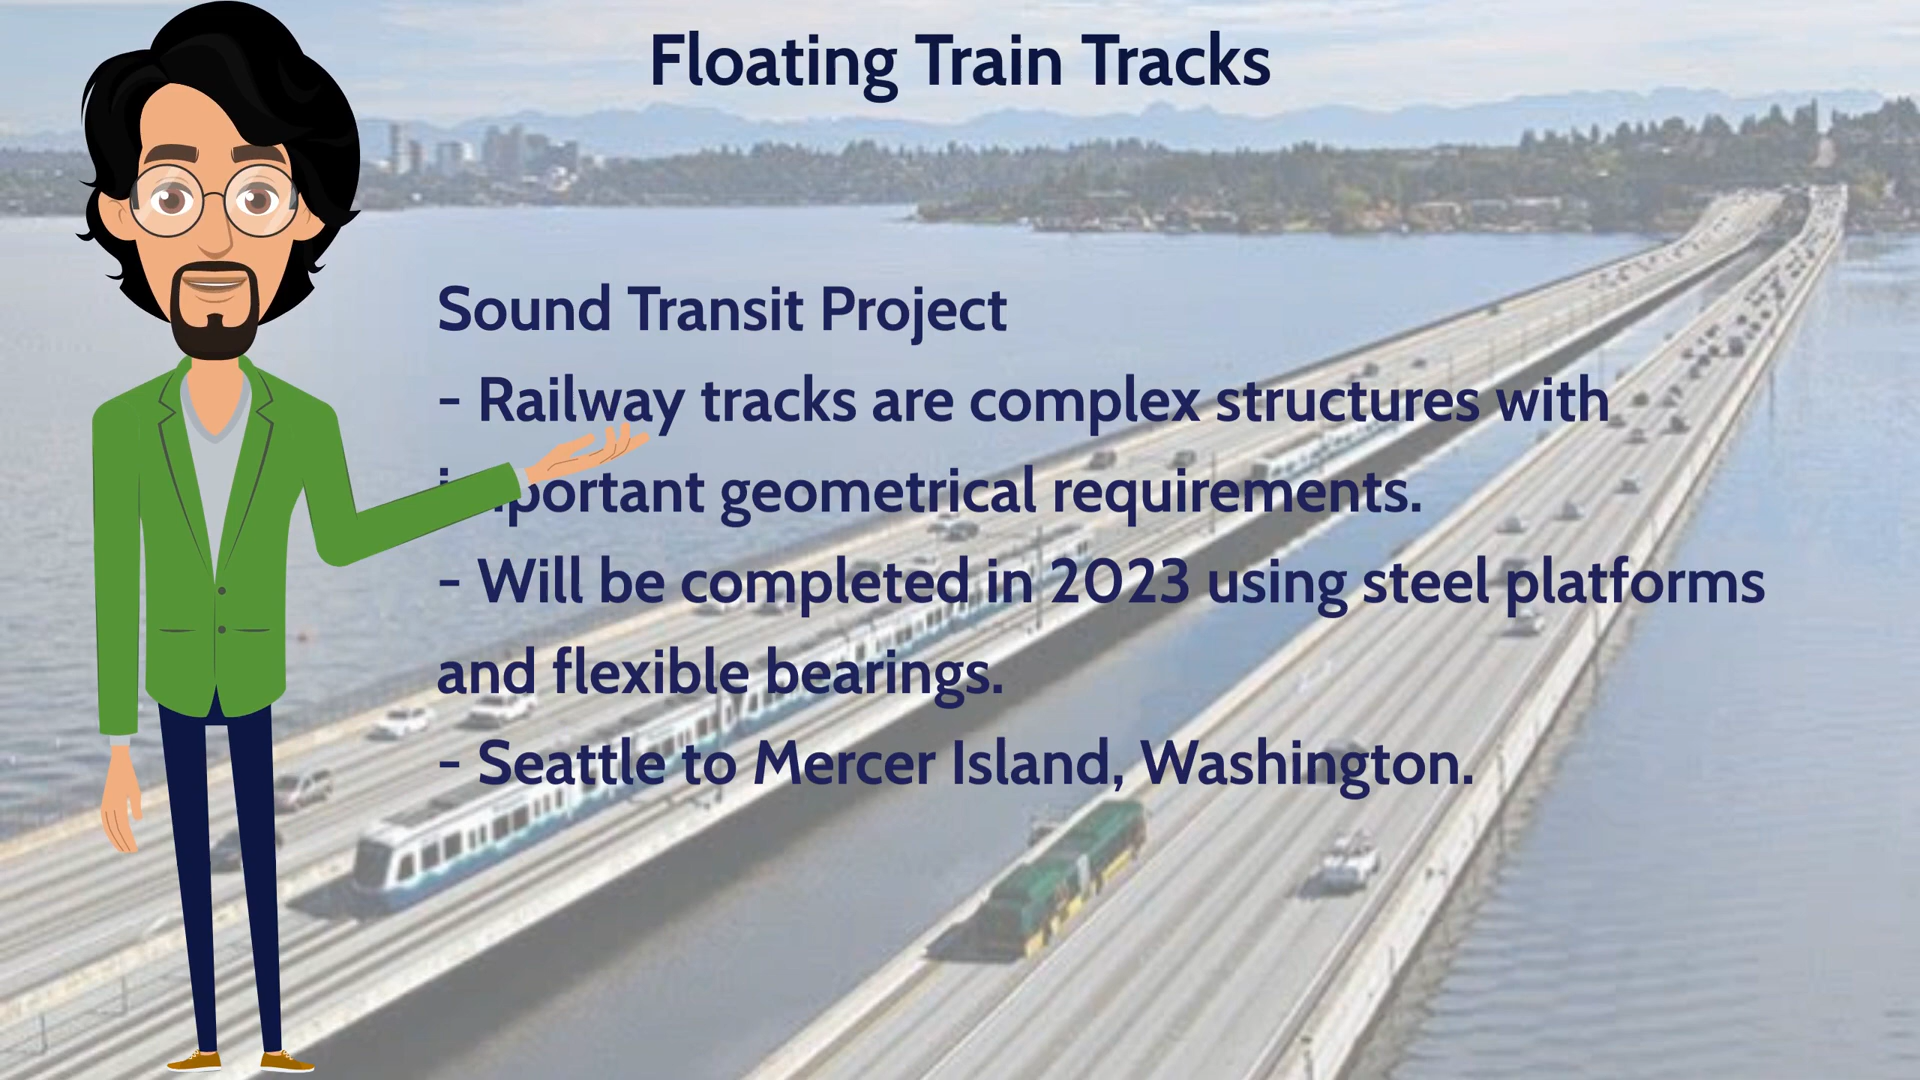 Floating Train Tracks
Sound Transit Project
- Railway tracks are complex structures with
important geometrical requirements.
- Will be completed in 2023 using steel platforms
and flexible bearings.
- Seattle to Mercer Island, Washington.